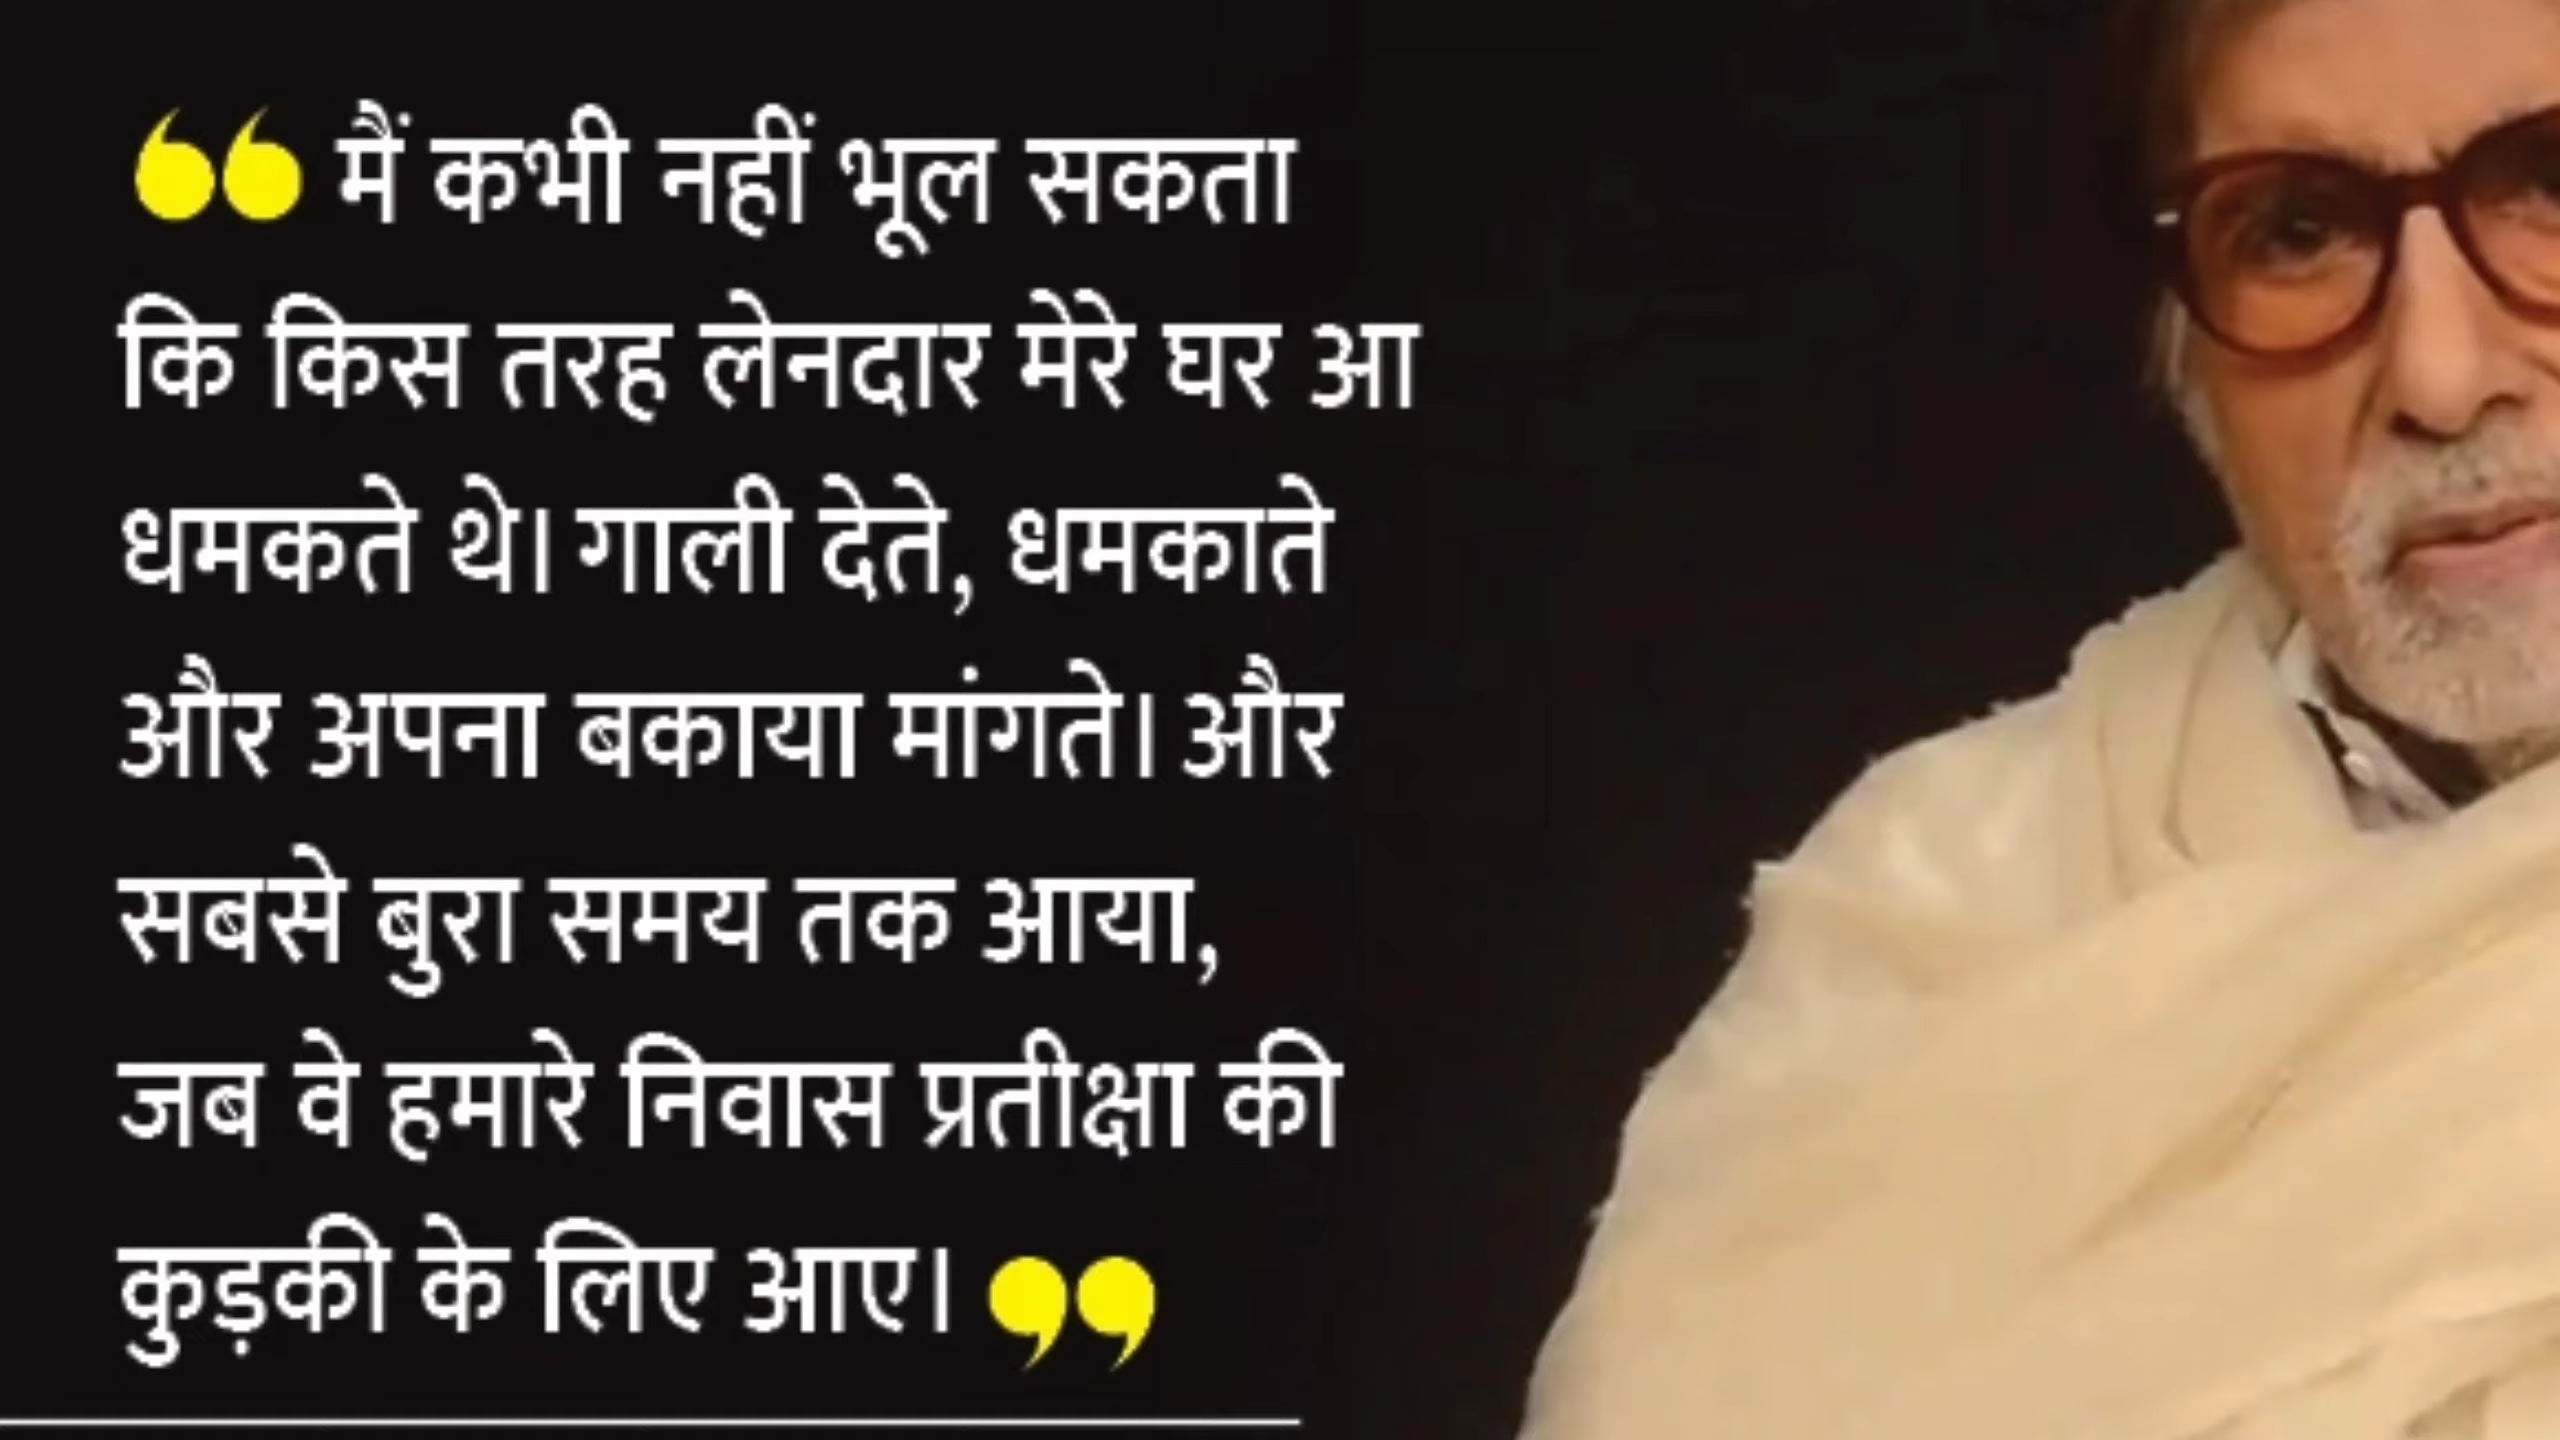 ❝ मैं कभी नहीं भूल सकता
कि किस तरह लेनदार मेरे घर आ
धमकते थे। गाली देते, धमकाते
और अपना बकाया मांगते। और
सबसे बुरा समय तक आया,
जब वे हमारे निवास प्रतीक्षा की
कुड़की के लिए आए। ❞